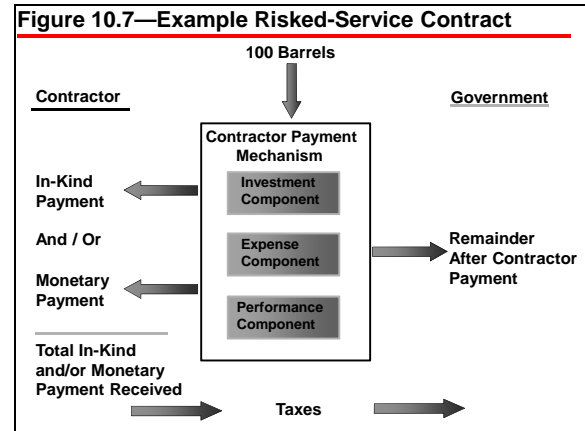 Figure 10.7—Example Risked-Service Contract
100 Barrels
Contractor
Government
Contractor Payment
Mechanism
In-Kind
Payment
And / Or
Monetary
Payment
Investment
Component
Expense
Component
Performance
Component
Remainder
After Contractor
Payment
Total In-Kind
and/or Monetary
Payment Received
Taxes